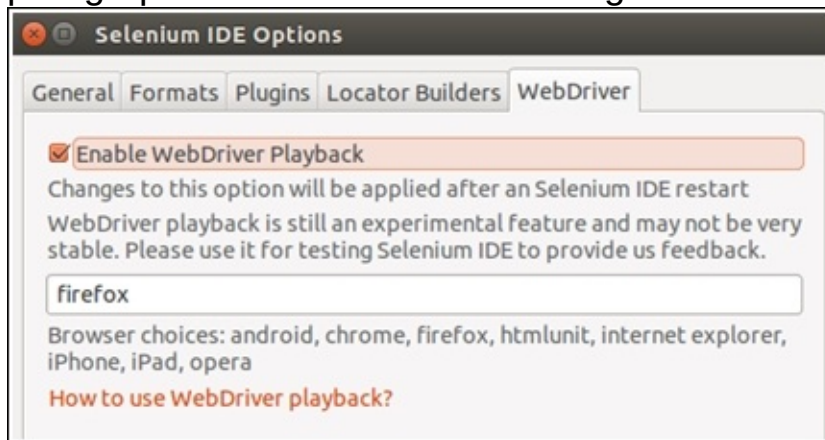 Selenium IDE Options
General Formats Plugins Locator Builders WebDriver
Enable WebDriver Playback
Changes to this option will be applied after an Selenium IDE restart
WebDriver playback is still an experimental feature and may not be very
stable. Please use it for testing Selenium IDE to provide us feedback.
firefox
Browser choices: android, chrome, firefox, htmlunit, internet explorer,
iPhone, iPad, opera
How to use WebDriver playback?